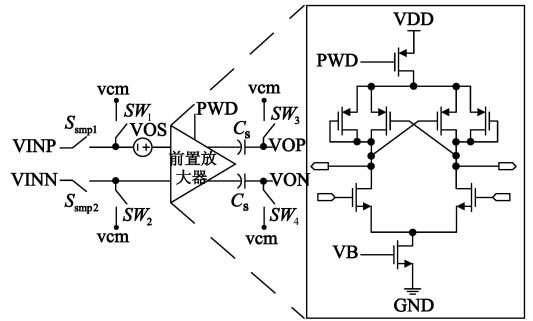 VDD
PWD
vcm
SW1
VOS
PWD
vcm
SW3
Ssmp1
Cs
VINP
VOP
前置放
大器
VINN
VON
Ssmp2
SW2
Cs
SW4
vcm
vcm
VB
GND